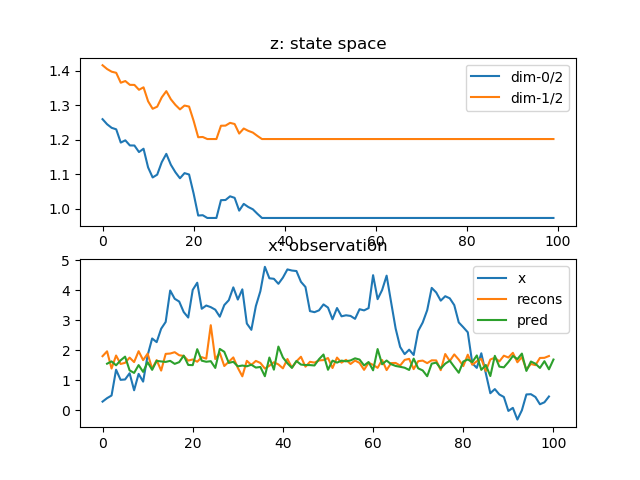 z: state space
1.4
1.3
1.2
1.1
1.0
dim-0/2
dim-1/2
0 20 40 60 80 100
x: observation
5
4
3
2
1
0
x
recons
pred
0 20 40 60 80 100